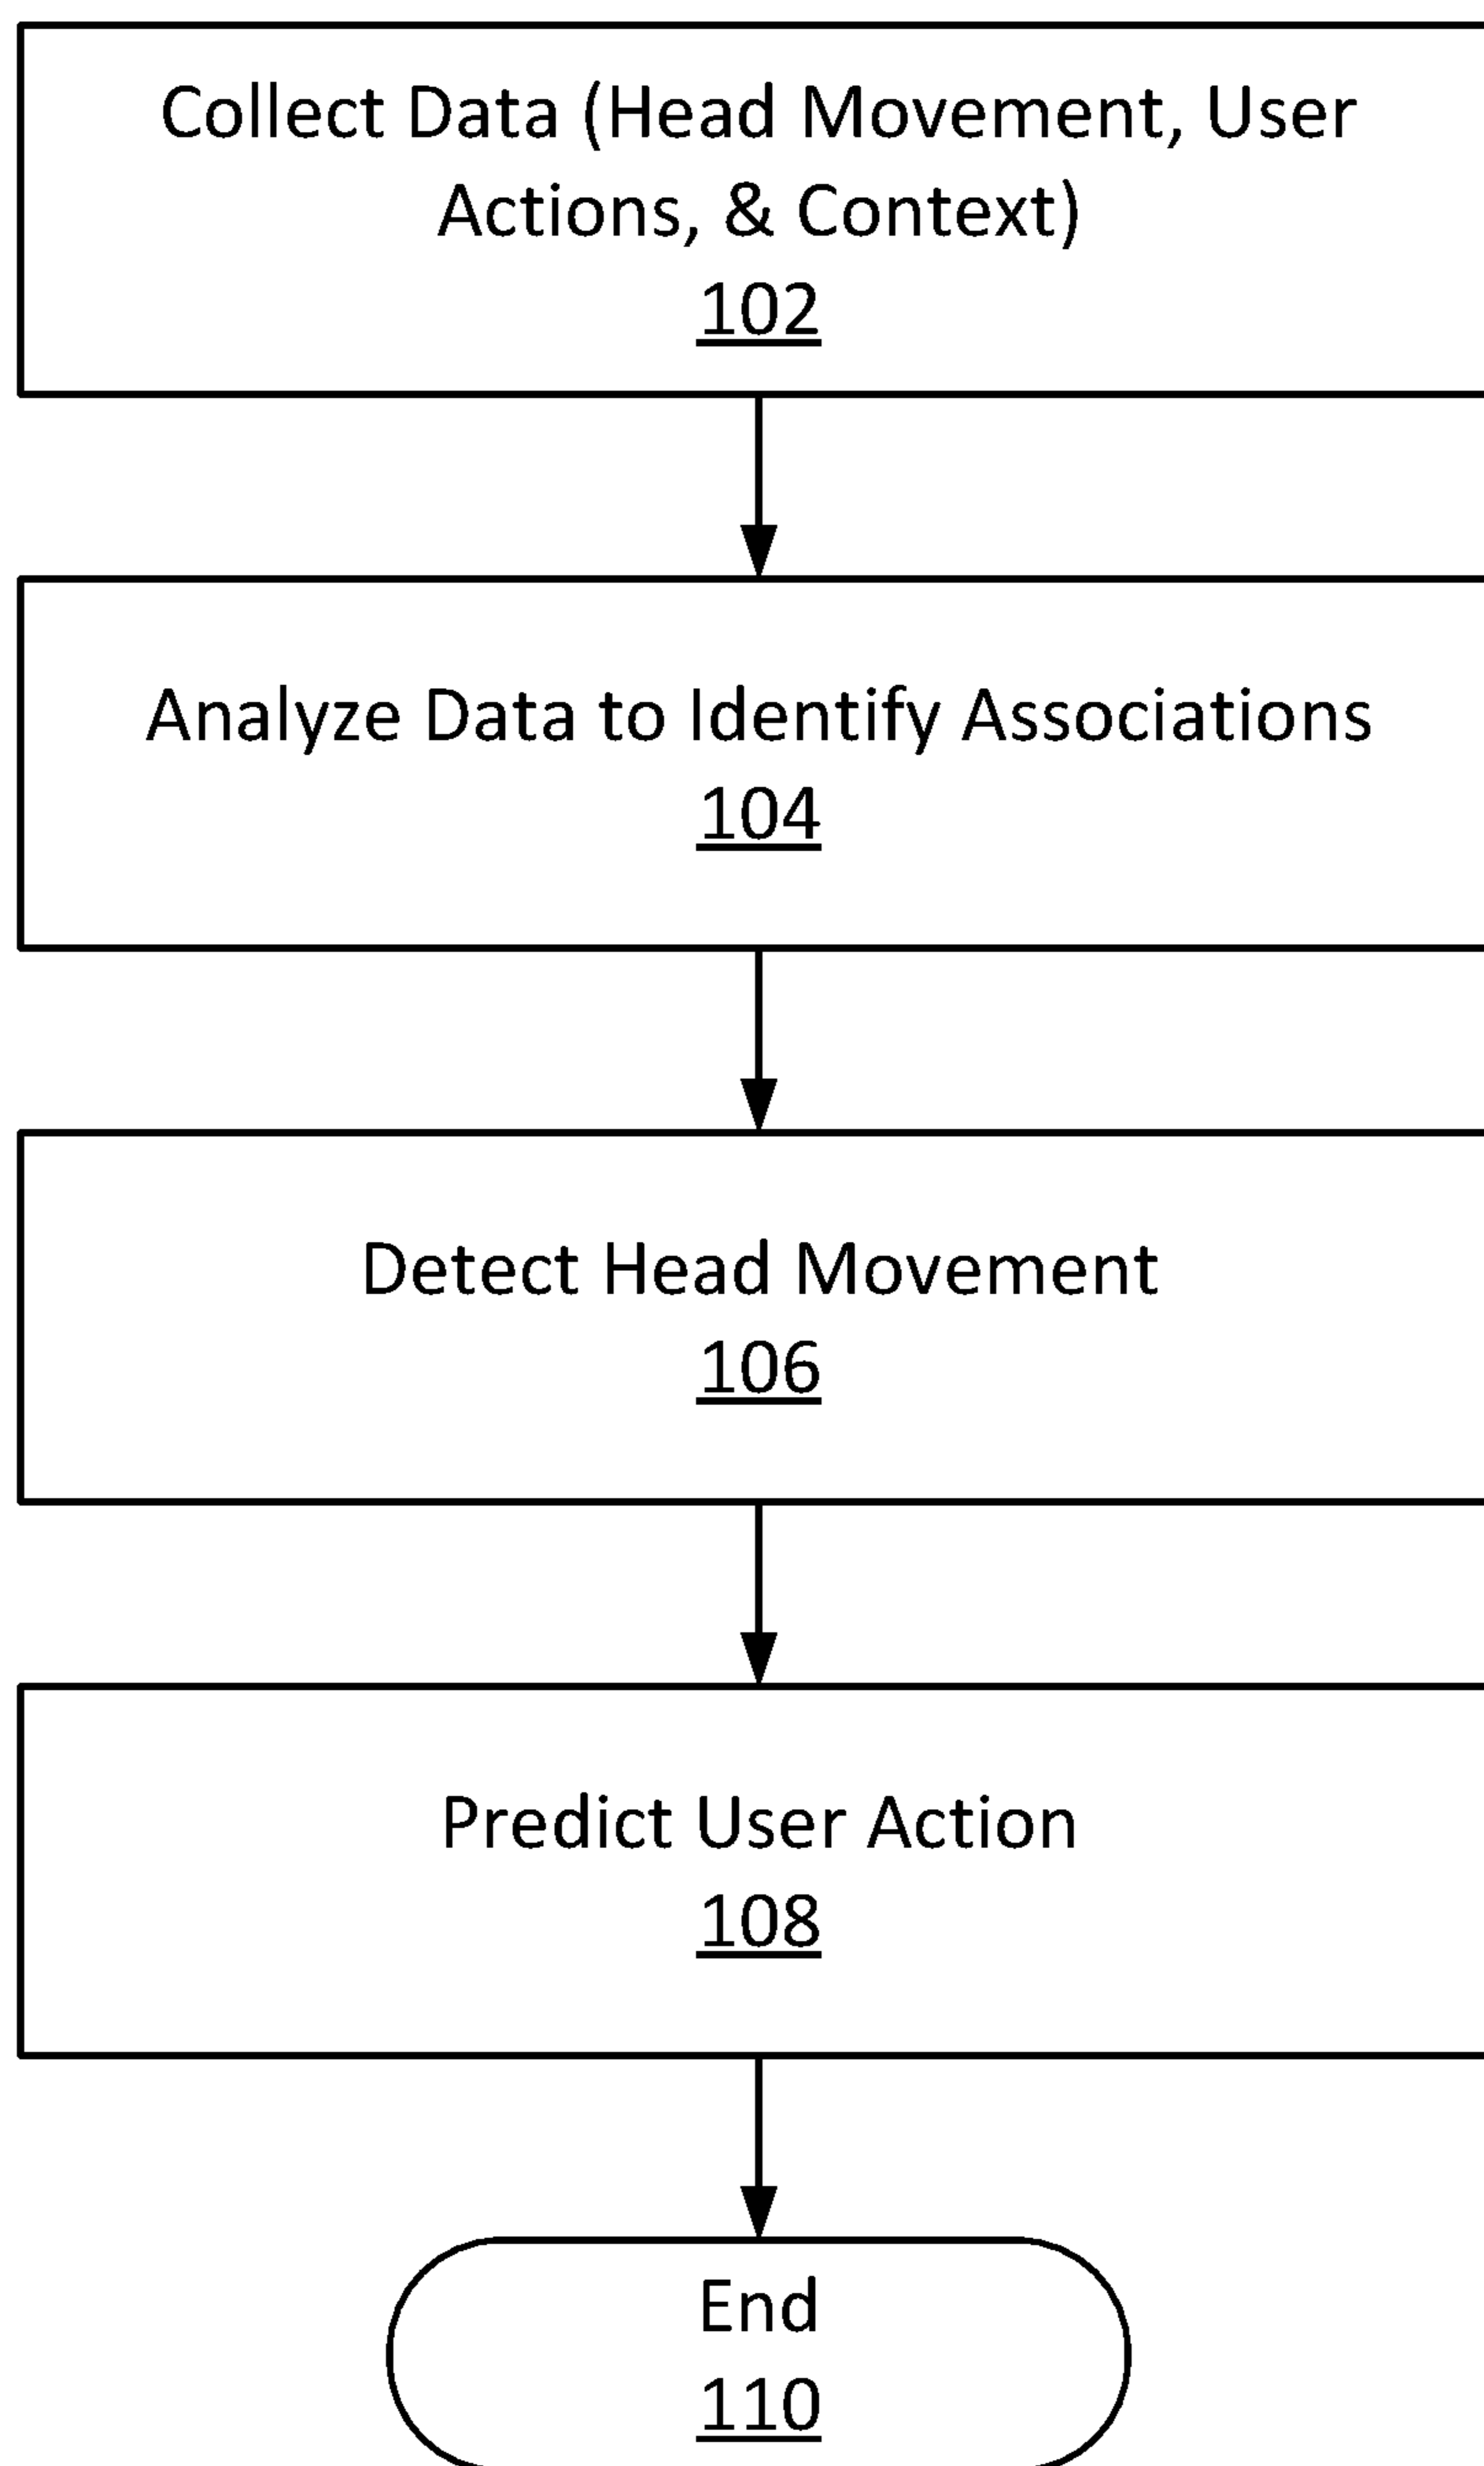 Collect Data (Head Movement, User
Actions, & Context)
102
Analyze Data to Identify Associations
104
Detect Head Movement
106
Predict User Action
108
End
110